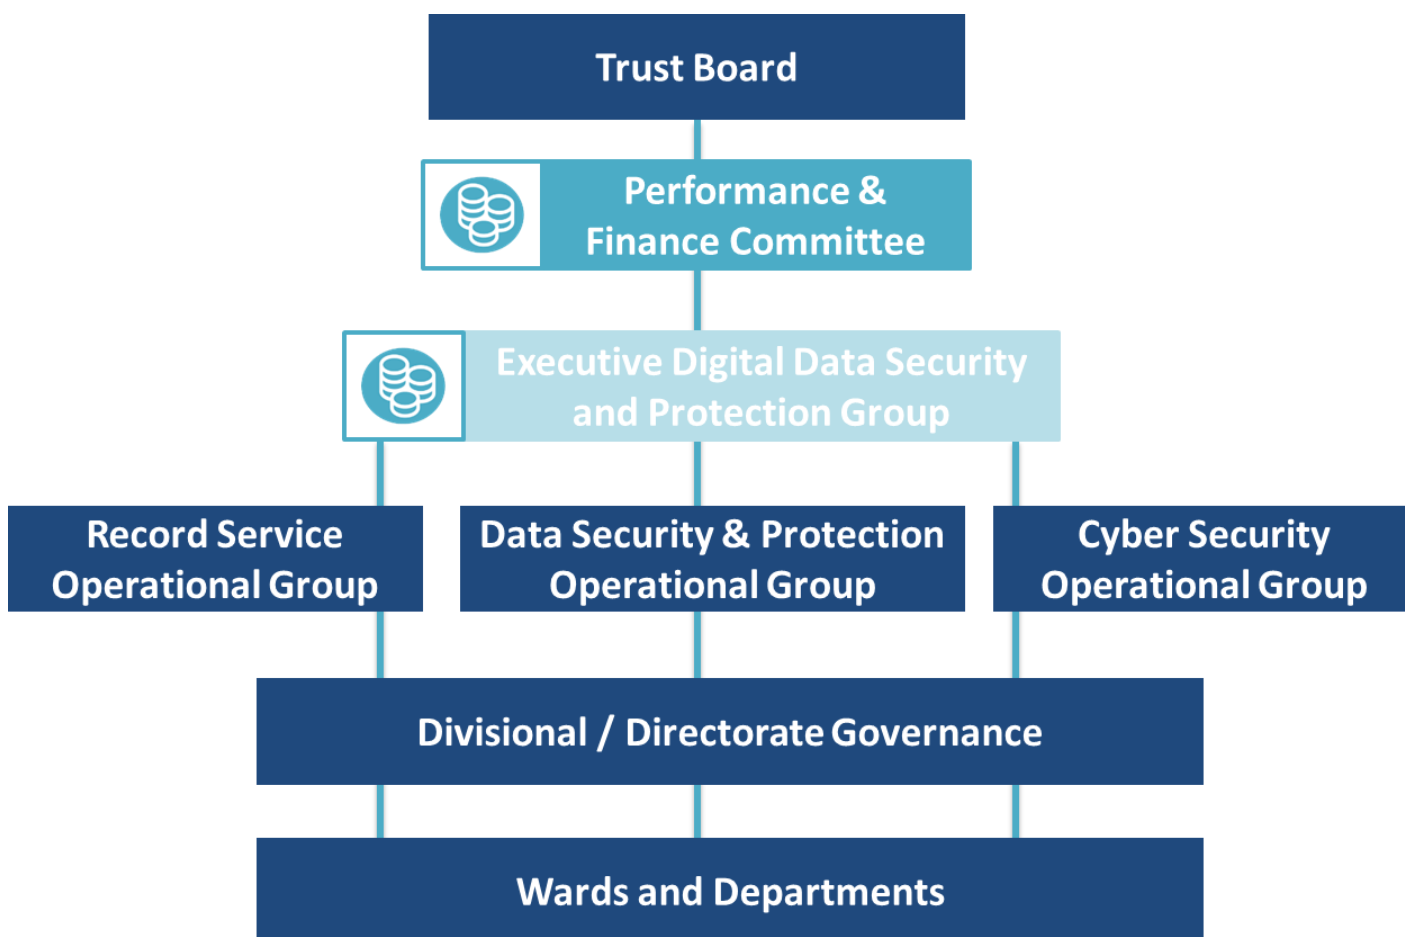 Trust Board
Performance &
Finance Committee
Executive Digital Data Security
and Protection Group
Record Service
Operational Group
Data Security & Protection
Operational Group
Cyber Security
Operational Group
Divisional / Directorate Governance
Wards and Departments